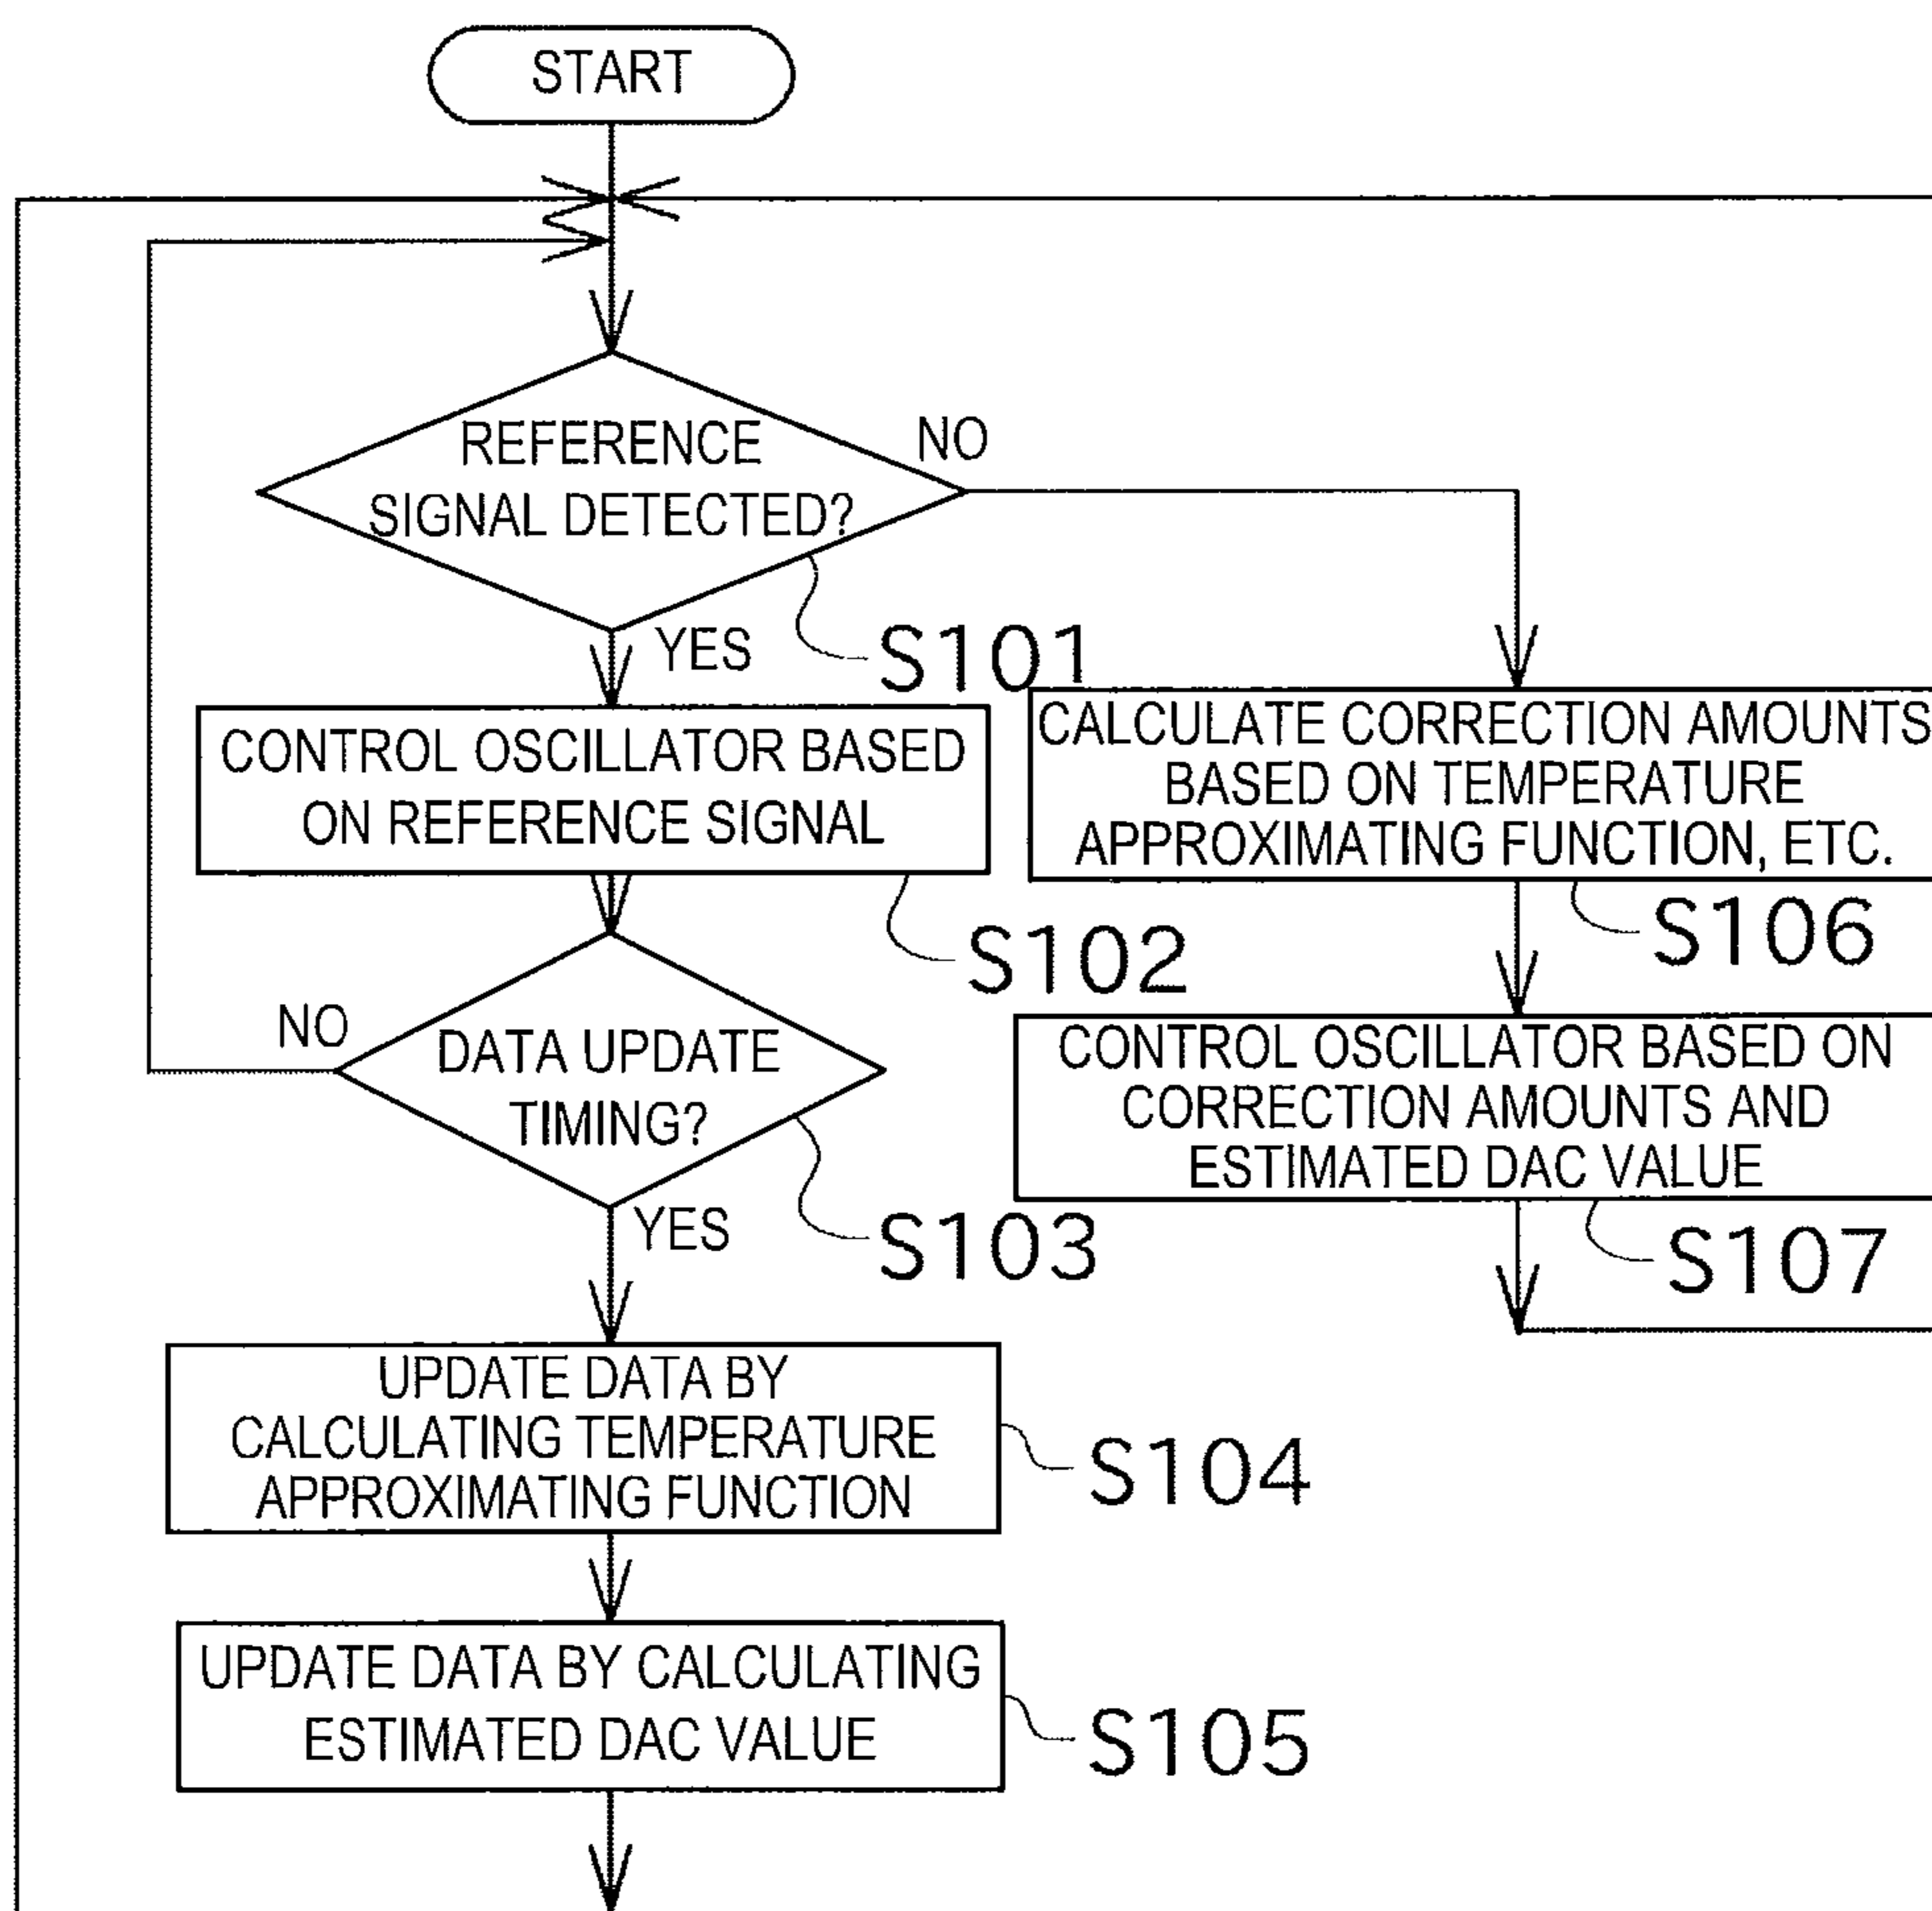 START
REFERENCE
SIGNAL DETECTED?
NO
YES
S101
CONTROL OSCILLATOR BASED
ON REFERENCE SIGNAL
S102
DATA UPDATE
TIMING?
NO
YES
S103
UPDATE DATA BY
CALCULATING TEMPERATURE
APPROXIMATING FUNCTION
S104
UPDATE DATA BY CALCULATING
ESTIMATED DAC VALUE
S105
CALCULATE CORRECTION AMOUNTS
BASED ON TEMPERATURE
APPROXIMATING FUNCTION, ETC.
S106
CONTROL OSCILLATOR BASED ON
CORRECTION AMOUNTS AND
ESTIMATED DAC VALUE
S107